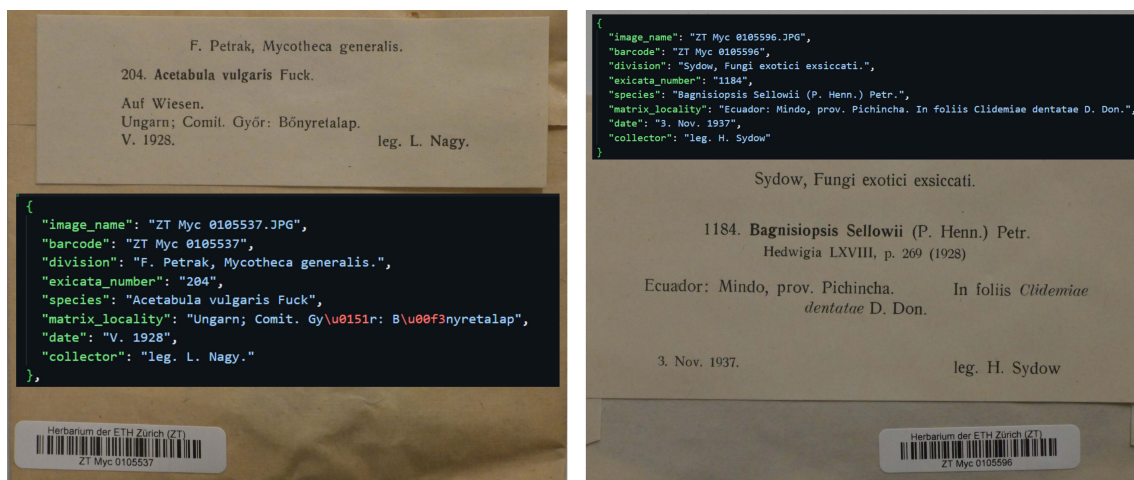 F. Petrak, Mycotheca generalis.
204. Acetabula vulgaris Fuck.
Auf Wiesen.
Ungarn; Comit. Győr: Bőnyretalap.
V. 1928. leg. L. Nagy.
{
"image_name": "ZT Myc 0105537.JPG",
"barcode": "ZT Myc 0105537",
"division": "F. Petrak, Mycotheca generalis.",
"exicata_number": "204",
"species": "Acetabula vulgaris Fuck",
"matrix_locality": "Ungarn; Comit. Gy\u0151r: B\u00f3nyretalap",
"date": "V. 1928",
"collector": "leg. L. Nagy."
},
Herbarium der ETH Zürich (ZT)
ZT Myc 0105537
{
"image_name": "ZT Myc 0105596.JPG",
"barcode": "ZT Myc 0105596",
"division": "Sydow, Fungi exotici exsiccati.",
"exicata_number": "1184",
"species": "Bagnisiopsis Sellowii (P. Henn.) Petr.",
"matrix_locality": "Ecuador: Mindo, prov. Pichincha. In foliis Clidemiae dentatae D. Don.",
"date": "3. Nov. 1937",
"collector": "leg. H. Sydow"
}
Sydow, Fungi exotici exsiccati.
1184. Bagnisiopsis Sellowii (P. Henn.) Petr.
Hedwigia LXVIII, p. 269 (1928)
Ecuador: Mindo, prov. Pichincha. In foliis Clidemiae
dentatae D. Don.
3. Nov. 1937. leg. H. Sydow
Herbarium der ETH Zürich (ZT)
ZT Myc 0105596